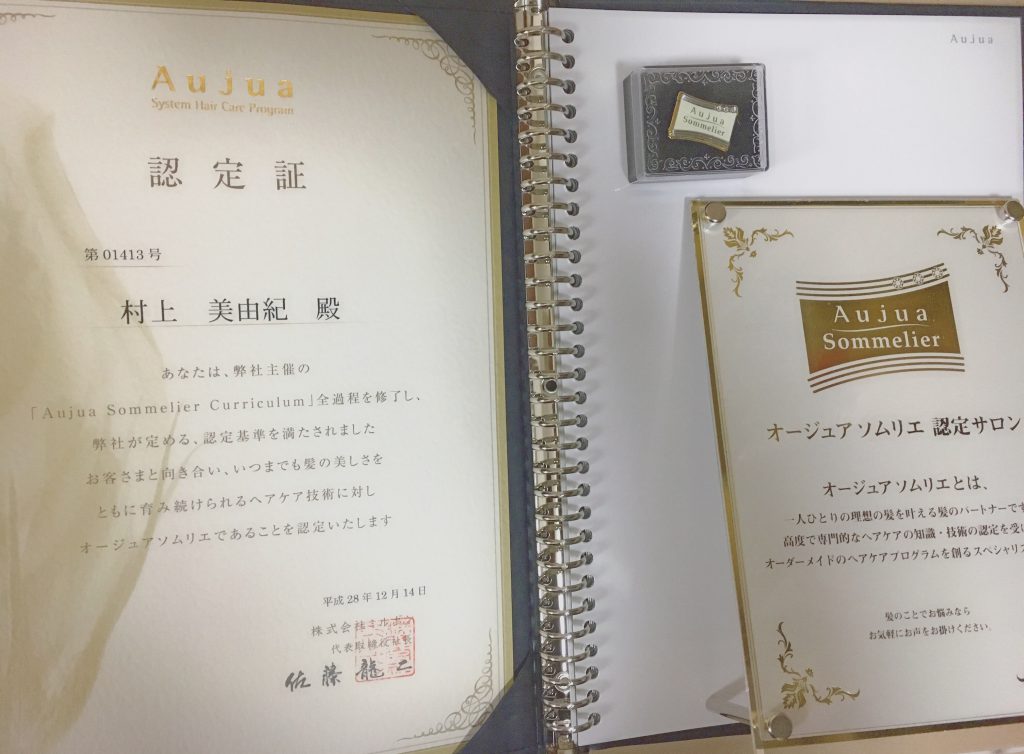 Aujua
System Hair Care Program
認定証
第01413号
村上 美由紀 殿
あなたは、弊社主催の
「Aujua Sommelier Curriculum」全過程を修了し、
弊社が定める、認定基準を満たされました
お客さまと向き合い、いつまでも髪の美しさを
ともに育み続けられるヘアケア技術に対し
オージュアソムリエであることを認定いたします
平成28年12月14日
株式会社ミルボン
代表取締役社長
佐藤 龍二
Aujua
Aujua
Sommelier
Aujua
Sommelier
オージュア ソムリエ 認定サロン
オージュア ソムリエとは、
一人ひとりの理想の髪を叶える髪のパートナーです
高度で専門的なヘアケアの知識・技術の認定を受
オーダーメイドのヘアケアプログラムを創るスペシャリス
髪のことでお悩みなら
お気軽にお声をお掛けください。